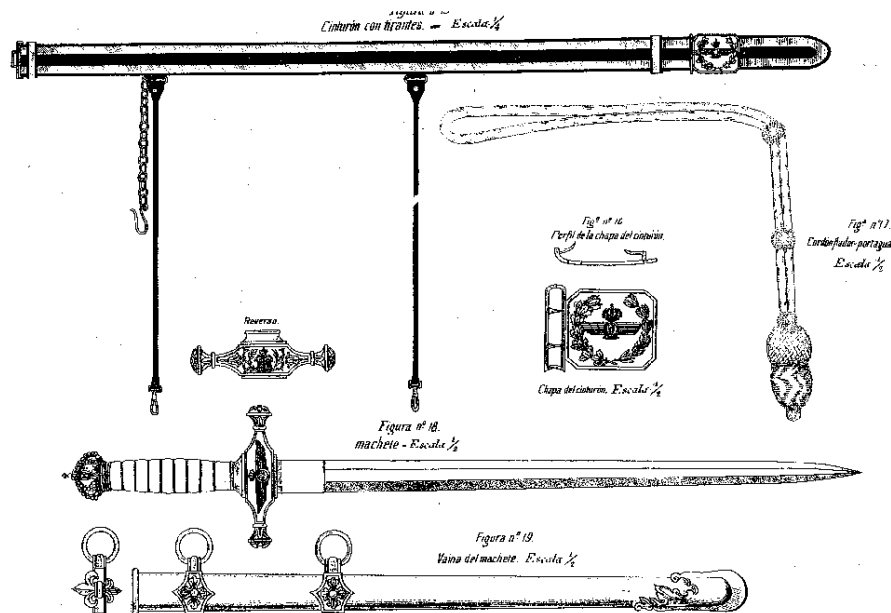 Cinturón con tirantes. — Escala ¼
Figª nº 16.
Perfil de la chapa del cinturón.
Figª nº 17.
Escala ½
Reverso.
Chapa del cinturón. Escala ½
Figura nº 18.
machete - Escala ½
Figura nº 19.
Vaina del machete. Escala ½